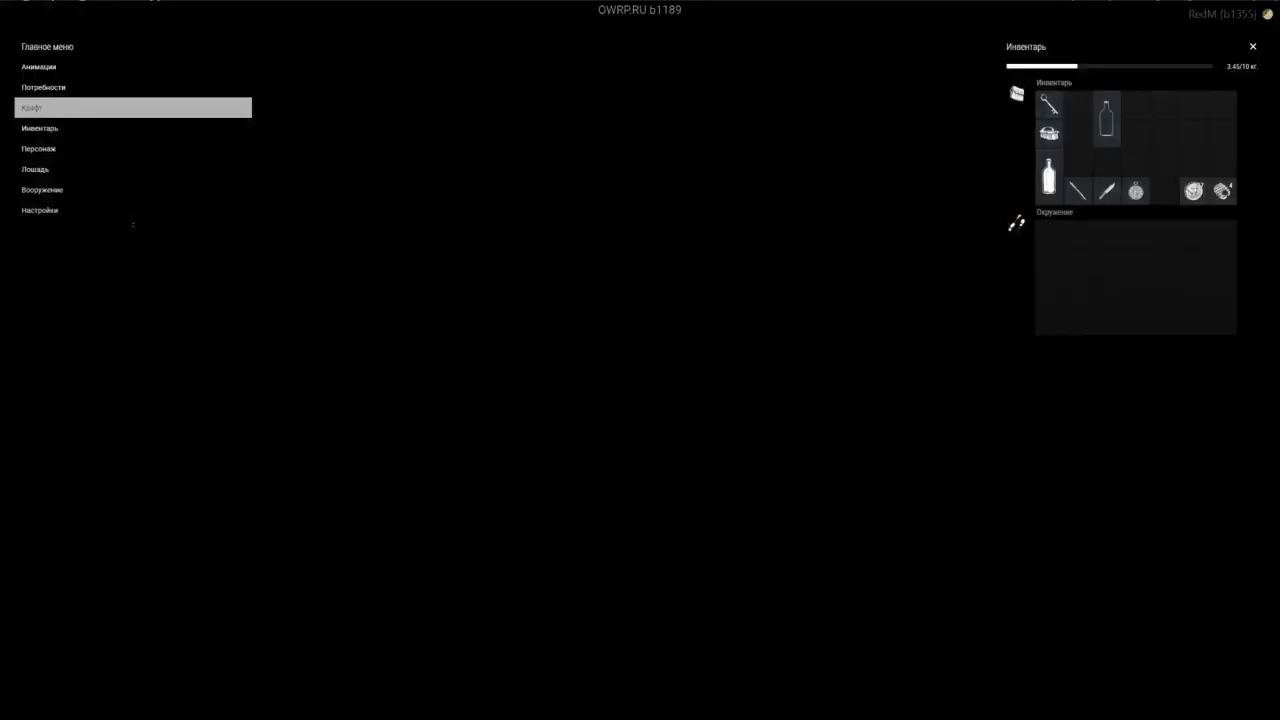 OWRP.RU b1189
RedM (b1355)
Главное меню
Анимации
Потребности
Крафт
Инвентарь
Персонаж
Лошадь
Вооружение
Настройки
Инвентарь
3.45/10 кг.
Инвентарь
4
Окружение